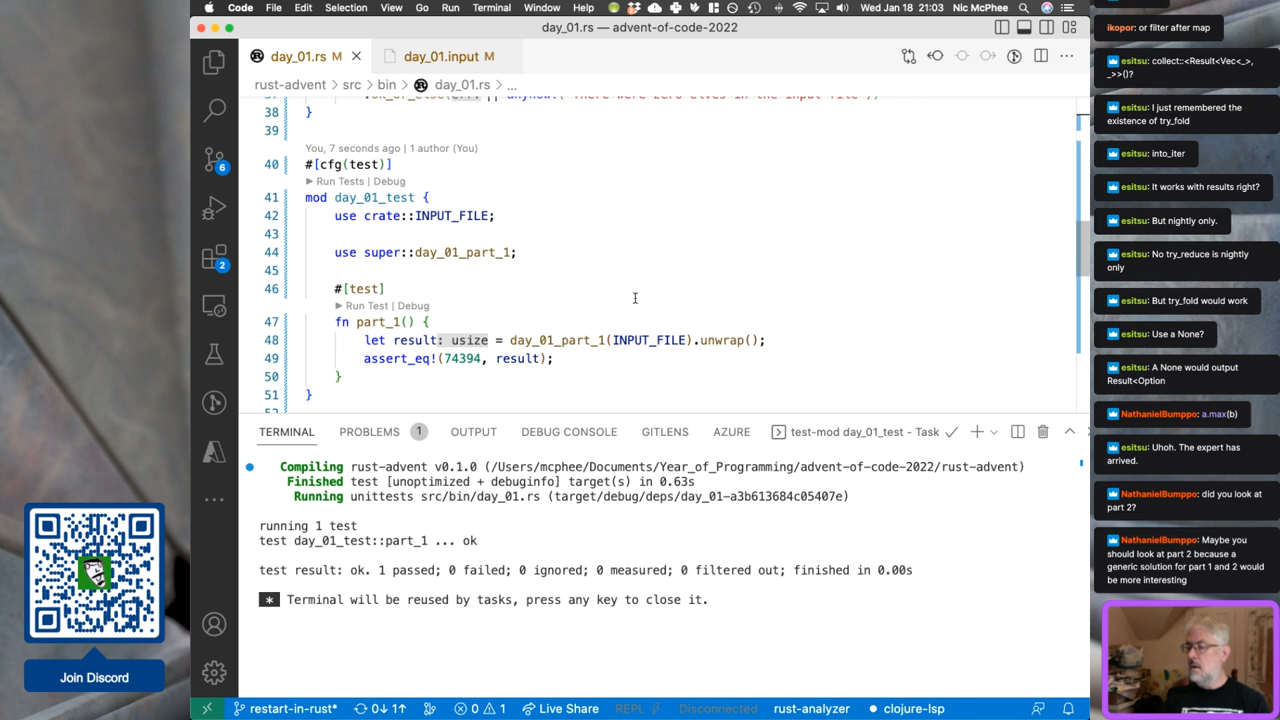 Code File Edit Selection View Go Run Terminal Window Help Wed Jan 18 21:03 Nic McPhee
day_01.rs — advent-of-code-2022
day_01.rs M
day_01.input M
rust-advent > src > bin > day_01.rs > ...
38 }
39
You, 7 seconds ago | 1 author (You)
40 #[cfg(test)]
Run Tests | Debug
41 mod day_01_test {
42 use crate::INPUT_FILE;
43
44 use super::day_01_part_1;
45
46 #[test]
Run Test | Debug
47 fn part_1() {
48 let result: usize = day_01_part_1(INPUT_FILE).unwrap();
49 assert_eq!(74394, result);
50 }
51 }
6
2
TERMINAL PROBLEMS 1 OUTPUT DEBUG CONSOLE GITLENS AZURE test-mod day_01_test - Task
Compiling rust-advent v0.1.0 (/Users/mcphee/Documents/Year_of_Programming/advent-of-code-2022/rust-advent)
Finished test [unoptimized + debuginfo] target(s) in 0.63s
Running unittests src/bin/day_01.rs (target/debug/deps/day_01-a3b613684c05407e)
running 1 test
test day_01_test::part_1 ... ok
test result: ok. 1 passed; 0 failed; 0 ignored; 0 measured; 0 filtered out; finished in 0.00s
* Terminal will be reused by tasks, press any key to close it.
restart-in-rust* 0↓ 1↑ 0 1 Live Share REPL Disconnected rust-analyzer clojure-lsp
Join Discord
ikopor: or filter after map
esitsu: collect::<Result<Vec<_>,
_>>()?
esitsu: I just remembered the
existence of try_fold
esitsu: into_iter
esitsu: It works with results right?
esitsu: But nightly only.
esitsu: No try_reduce is nightly
only
esitsu: But try_fold would work
esitsu: Use a None?
esitsu: A None would output
Result<Option
NathanielBumppo: a.max(b)
esitsu: Uhoh. The expert has
arrived.
NathanielBumppo: did you look at
part 2?
NathanielBumppo: Maybe you
should look at part 2 because a
generic solution for part 1 and 2 would
be more interesting